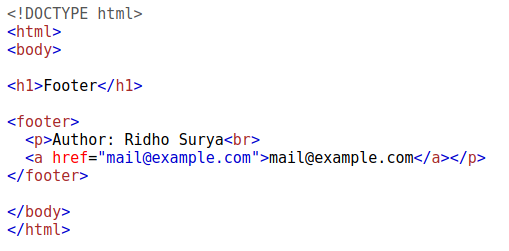 <!DOCTYPE html>
<html>
<body>
<h1>Footer</h1>
<footer>
<p>Author: Ridho Surya<br>
<a href="mail@example.com">mail@example.com</a></p>
</footer>
</body>
</html>